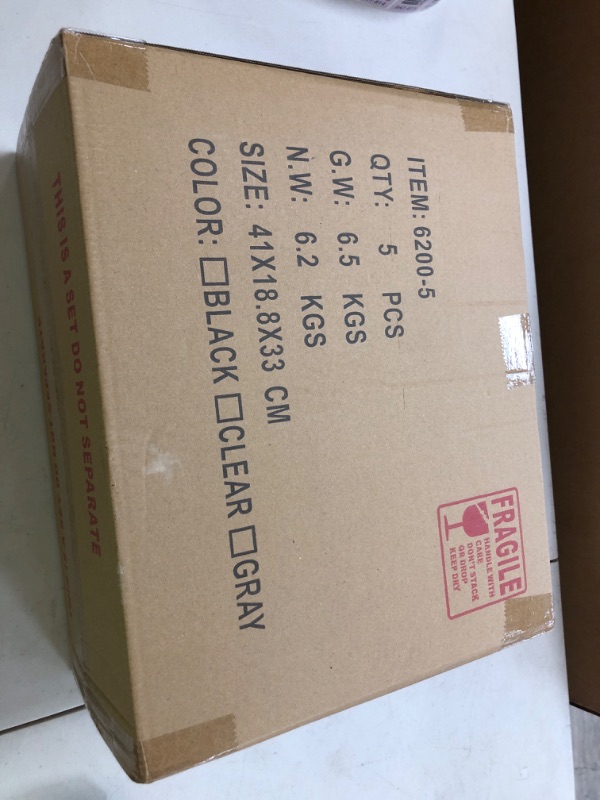 ITEM: 6200-5
QTY: 5 PCS
G.W: 6.5 KGS
N.W: 6.2 KGS
SIZE: 41X18.8X33 CM
COLOR: □BLACK □CLEAR □GRAY
FRAGILE
HANDLE WITH
CARE
DON'T STACK
OR DROP
KEEP DRY
THIS IS A SET DO NOT SEPARATE